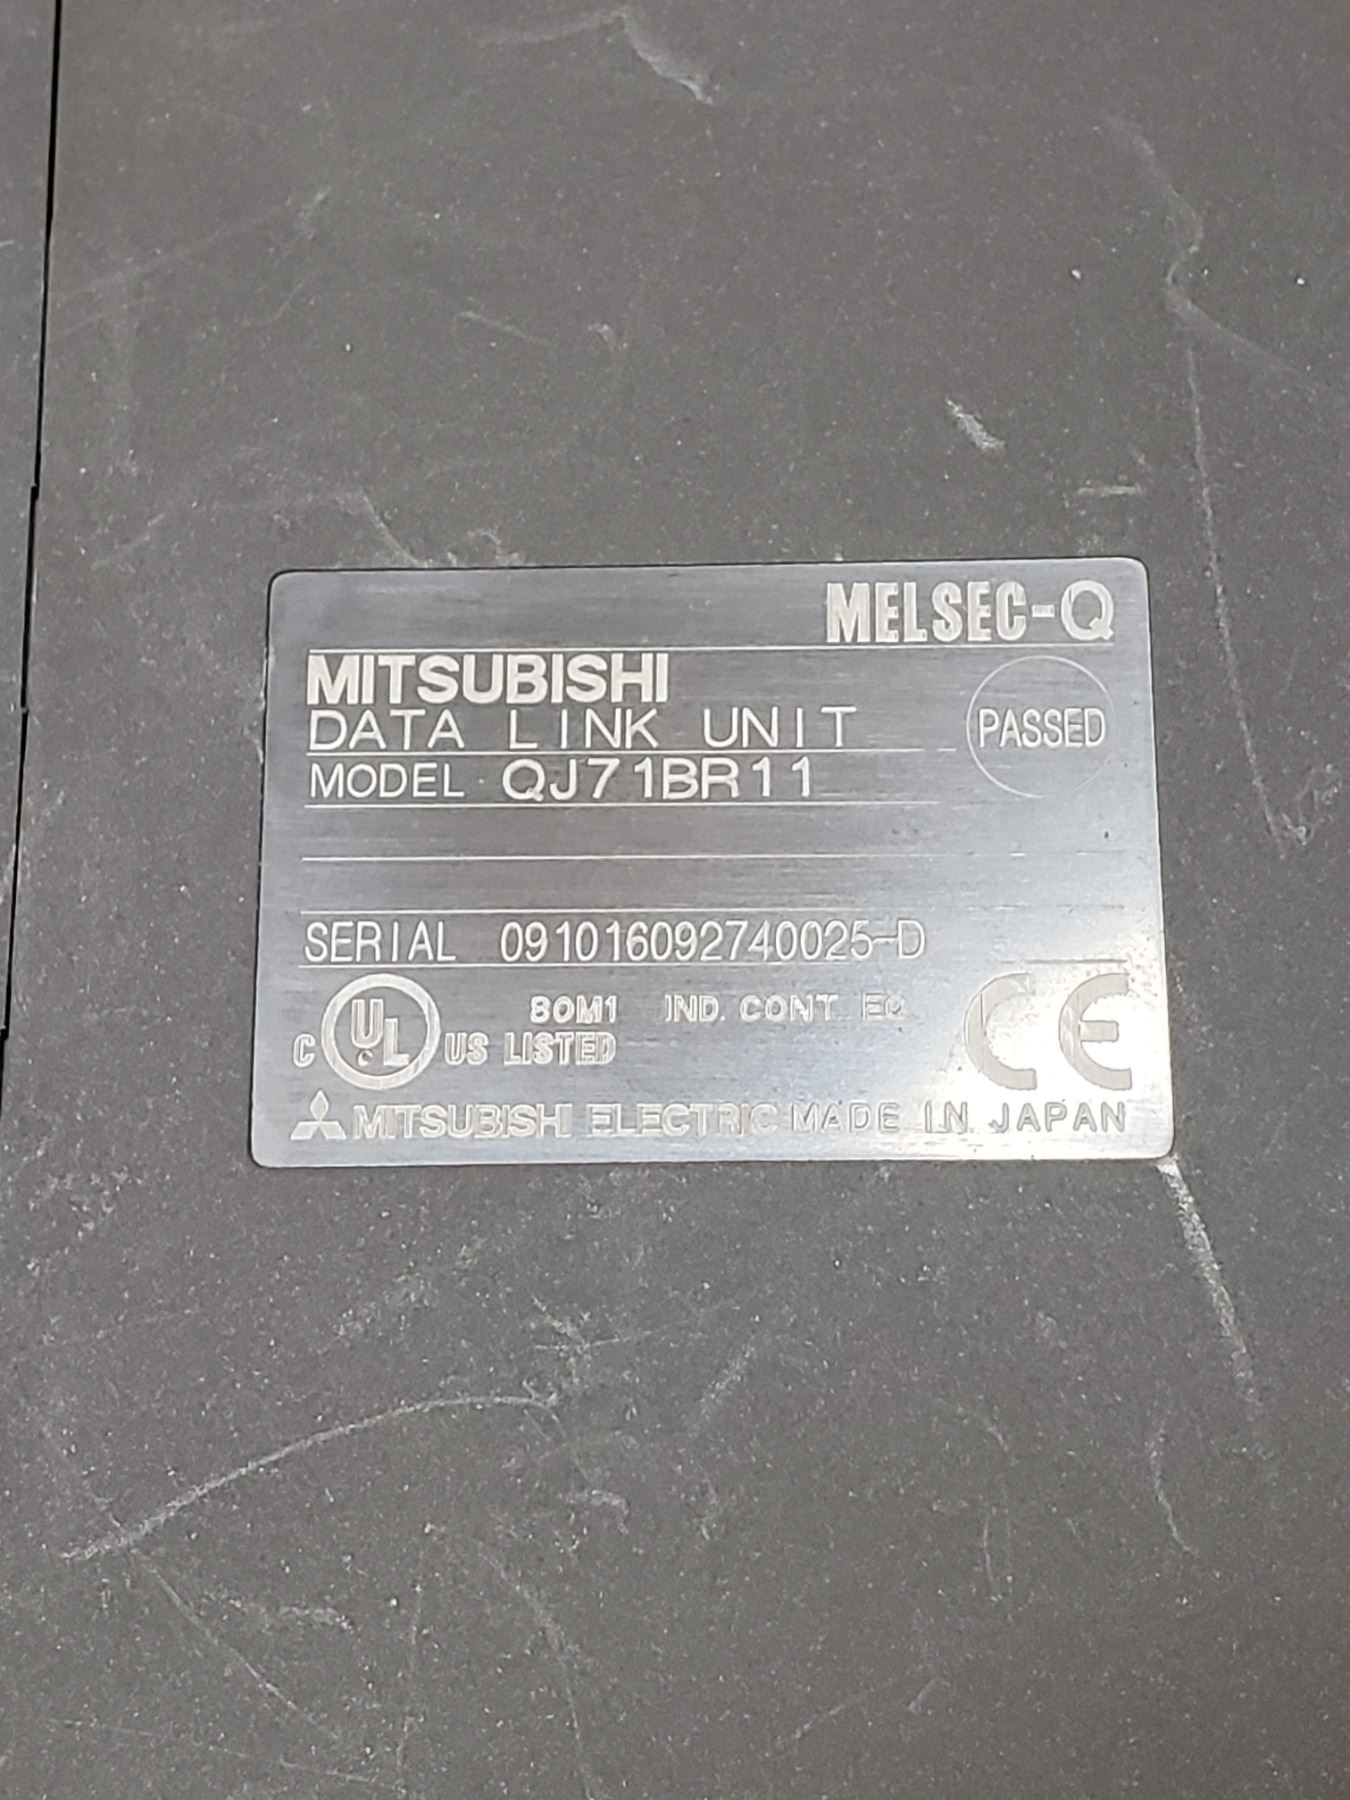 MELSEC-Q
MITSUBISHI
DATA LINK UNIT
PASSED
MODEL QJ71BR11
SERIAL 091016092740025-D
C UL US LISTED
80M1 IND. CONT. EQ.
CE
MITSUBISHI ELECTRIC MADE IN JAPAN